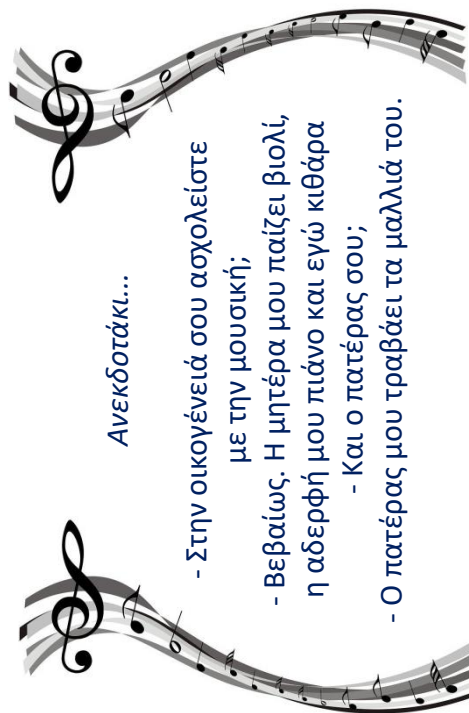 Ανεκδοτάκι...
- Στην οικογένειά σου ασχολείστε
με την μουσική;
- Βεβαίως. Η μητέρα μου παίζει βιολί,
η αδερφή μου πιάνο και εγώ κιθάρα
- Και ο πατέρας σου;
- Ο πατέρας μου τραβάει τα μαλλιά του.